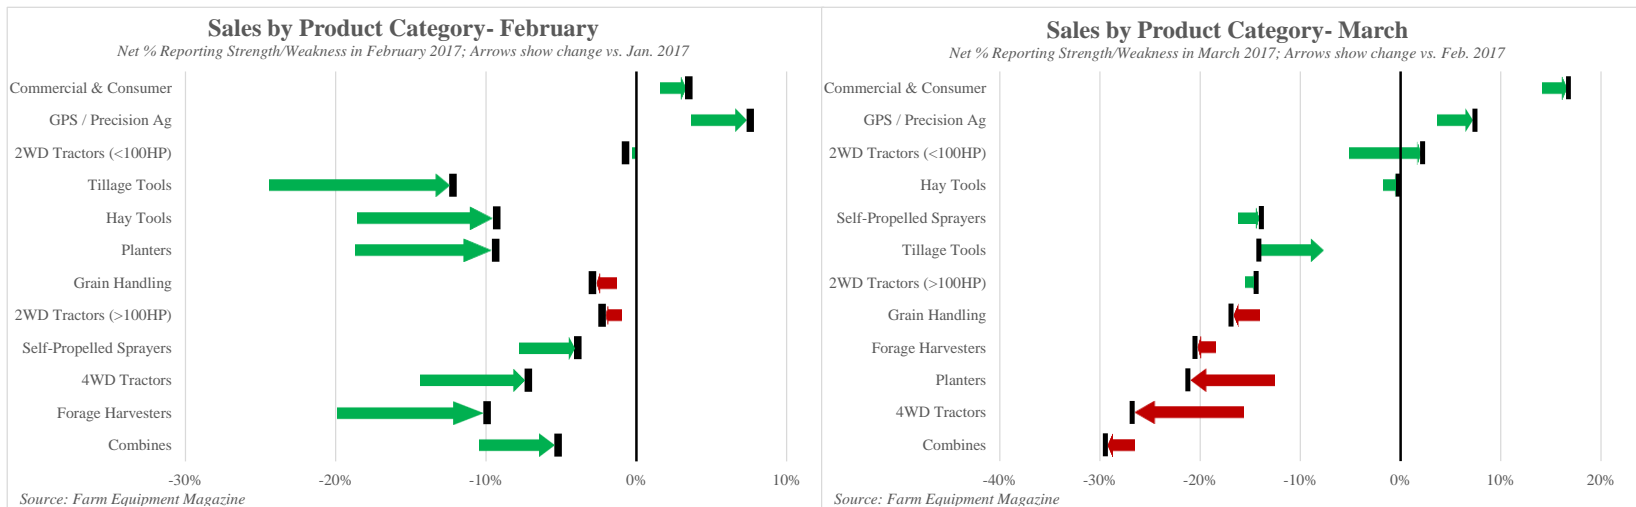 Sales by Product Category- February
Net % Reporting Strength/Weakness in February 2017; Arrows show change vs. Jan. 2017
Commercial & Consumer
GPS / Precision Ag
2WD Tractors (<100HP)
Tillage Tools
Hay Tools
Planters
Grain Handling
2WD Tractors (>100HP)
Self-Propelled Sprayers
4WD Tractors
Forage Harvesters
Combines
-30% -20% -10% 0% 10%
Source: Farm Equipment Magazine
Sales by Product Category- March
Net % Reporting Strength/Weakness in March 2017; Arrows show change vs. Feb. 2017
Commercial & Consumer
GPS / Precision Ag
2WD Tractors (<100HP)
Hay Tools
Self-Propelled Sprayers
Tillage Tools
2WD Tractors (>100HP)
Grain Handling
Forage Harvesters
Planters
4WD Tractors
Combines
-40% -30% -20% -10% 0% 10% 20%
Source: Farm Equipment Magazine